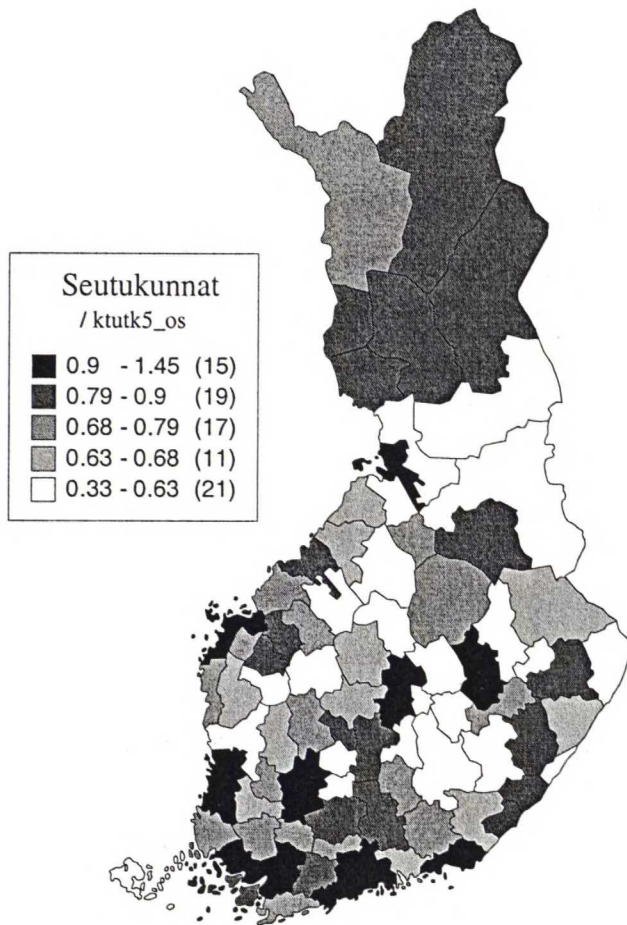 Seutukunnat
/ ktutk5_os
0.9 - 1.45 (15)
0.79 - 0.9 (19)
0.68 - 0.79 (17)
0.63 - 0.68 (11)
0.33 - 0.63 (21)